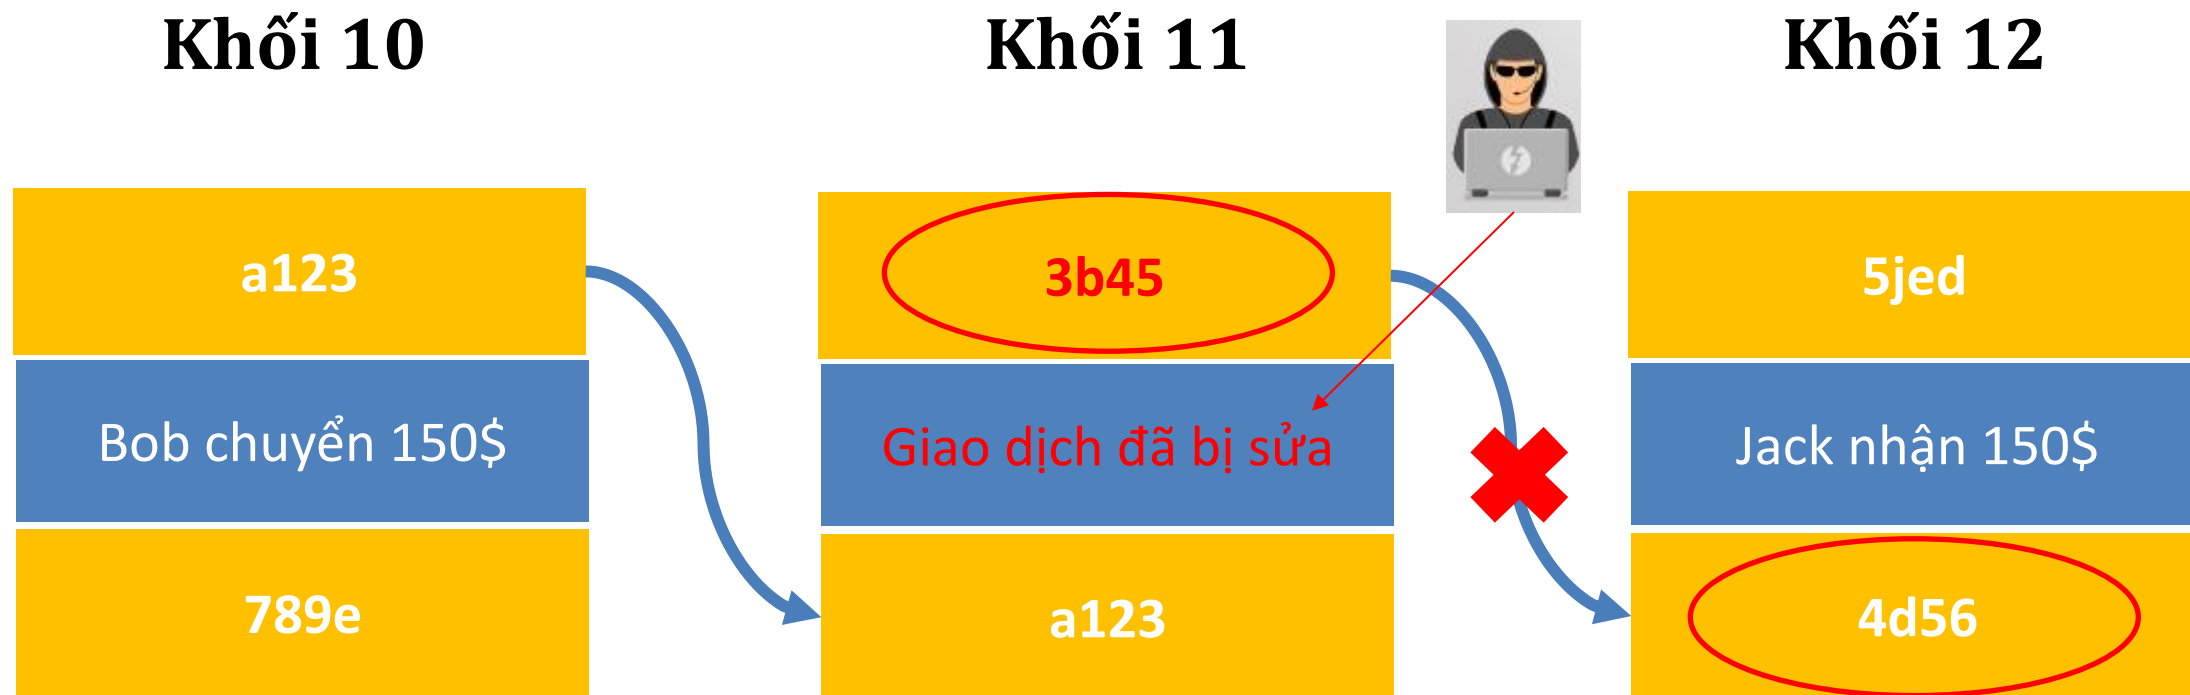 Khối 10
Khối 11
Khối 12
a123
3b45
5jed
Bob chuyển 150$
Giao dịch đã bị sửa
Jack nhận 150$
789e
a123
4d56